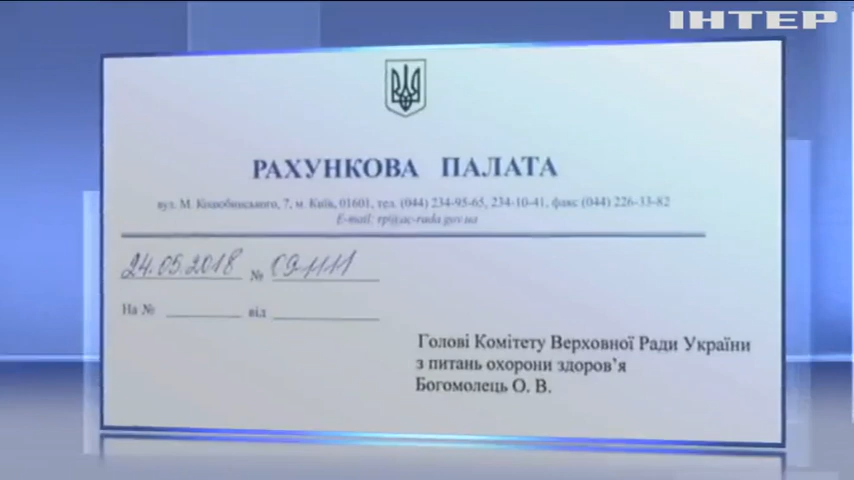 ІНТЕР
РАХУНКОВА ПАЛАТА
вул. М. Коцюбинського, 7, м. Київ, 01601, тел. (044) 234-95-65, 234-10-41, факс (044) 226-33-82
E-mail: rp@ac-rada.gov.ua
24.05.2018 № 09-1111
На № від
Голові Комітету Верховної Ради України
з питань охорони здоров’я
Богомолець О. В.